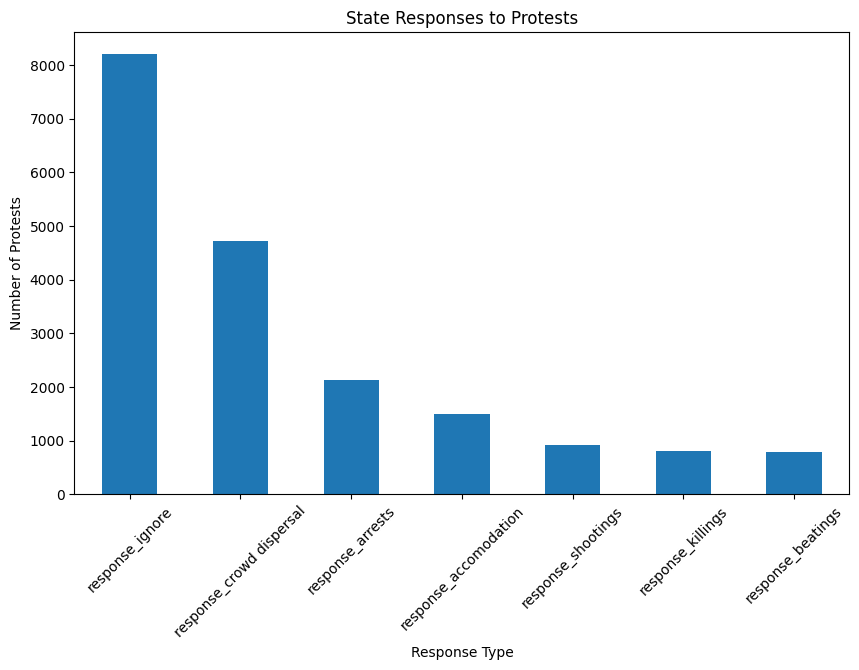 State Responses to Protests
Number of Protests
8000
7000
6000
5000
4000
3000
2000
1000
0
response_ignore
response_crowd dispersal
response_arrests
response_accomodation
response_shootings
response_killings
response_beatings
Response Type